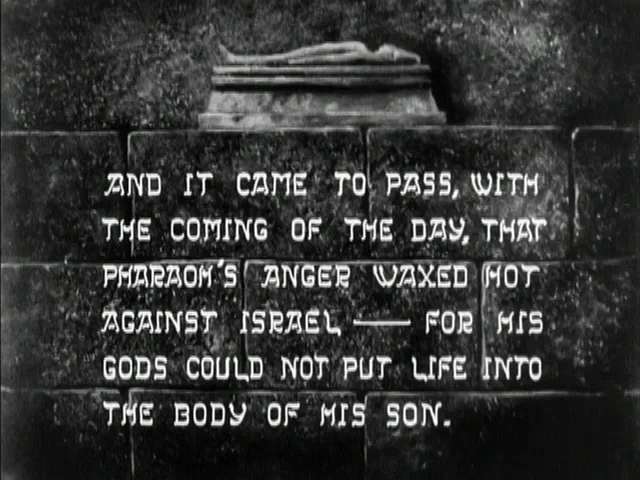 AND IT CAME TO PASS, WITH
THE COMING OF THE DAY, THAT
PHARAOH'S ANGER WAXED HOT
AGAINST ISRAEL — FOR HIS
GODS COULD NOT PUT LIFE INTO
THE BODY OF HIS SON.